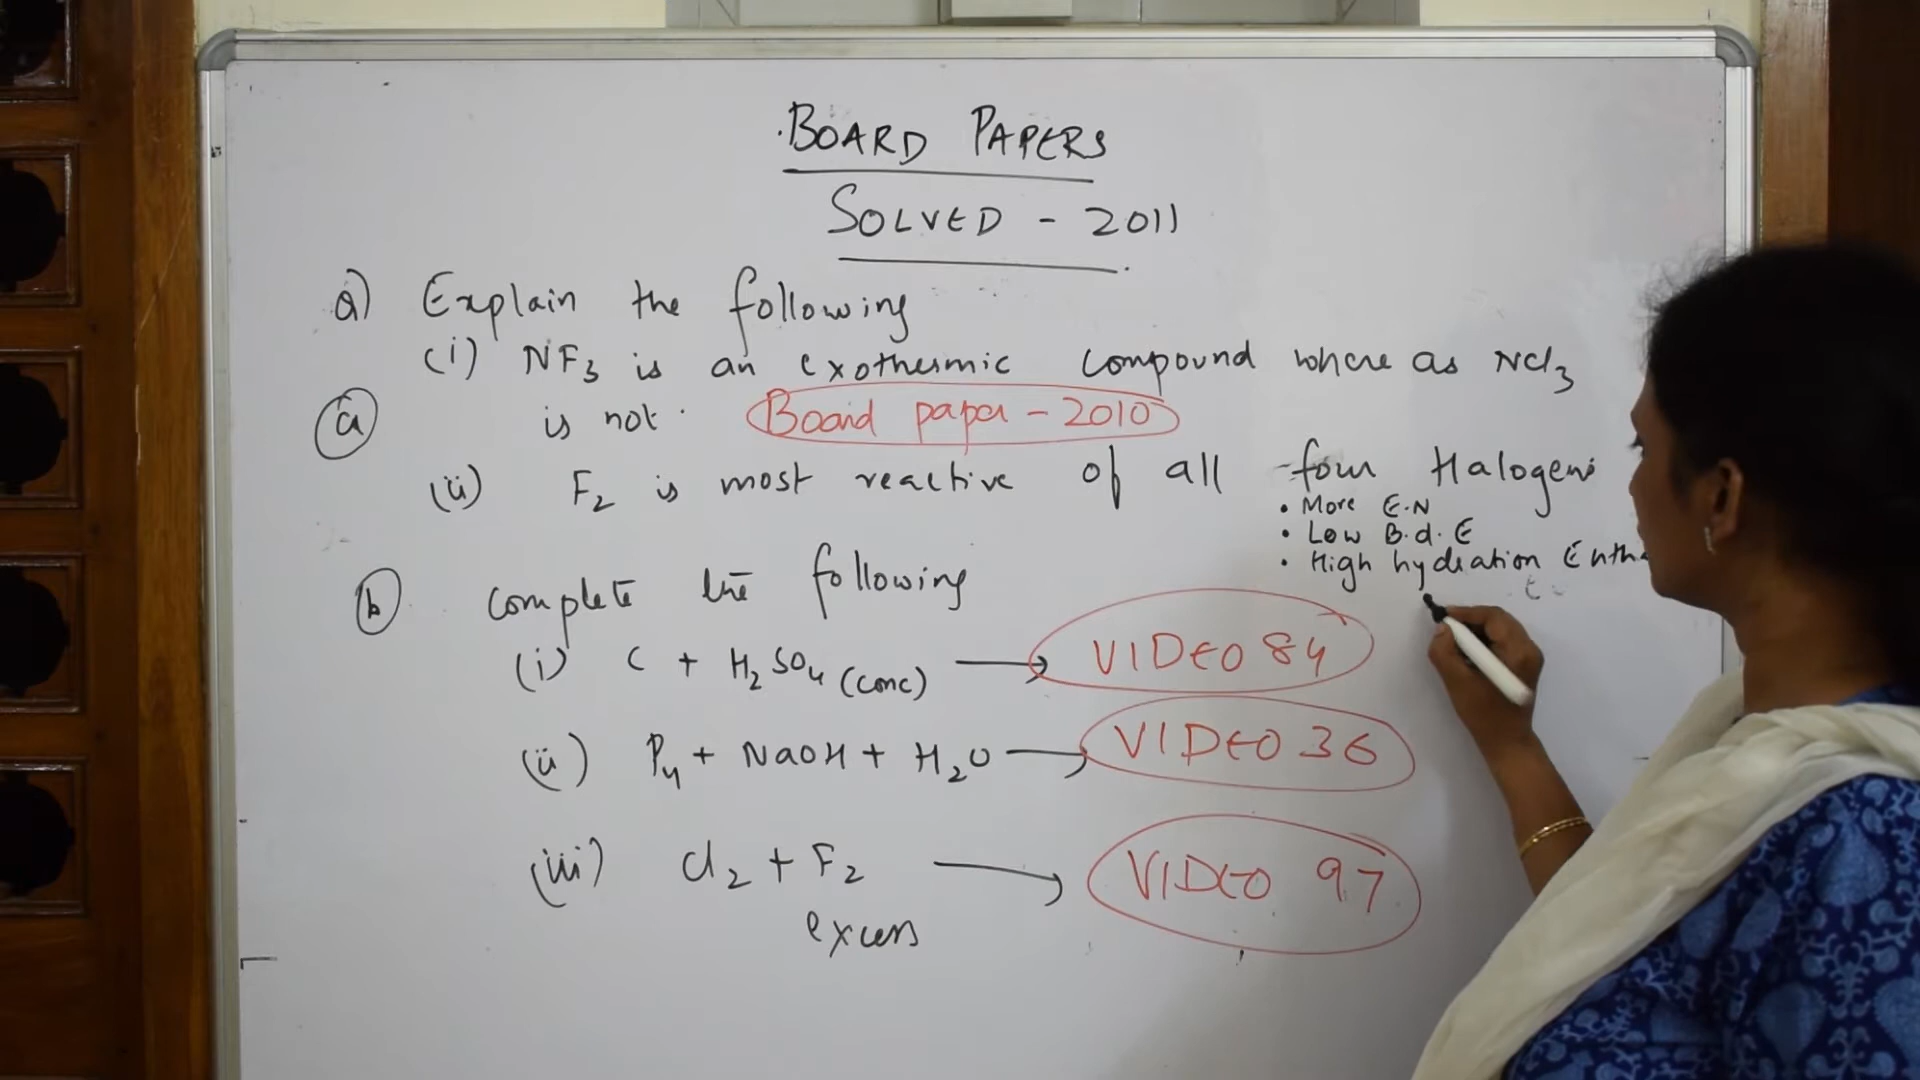 BOARD PAPERS
SOLVED - 2011
a) Explain the following
(i) NF3 is an exothermic compound where as NCl3
a is not. Board paper - 2010
(ii) F2 is most reactive of all four Halogens
• More E.N
• Low B.d.E
• High hydration Entha
b complete the following
(i) C + H2SO4 (conc) → VIDEO 84
(ii) P4 + NaOH + H2O → VIDEO 36
(iii) Cl2 + F2 → VIDEO 97
excess